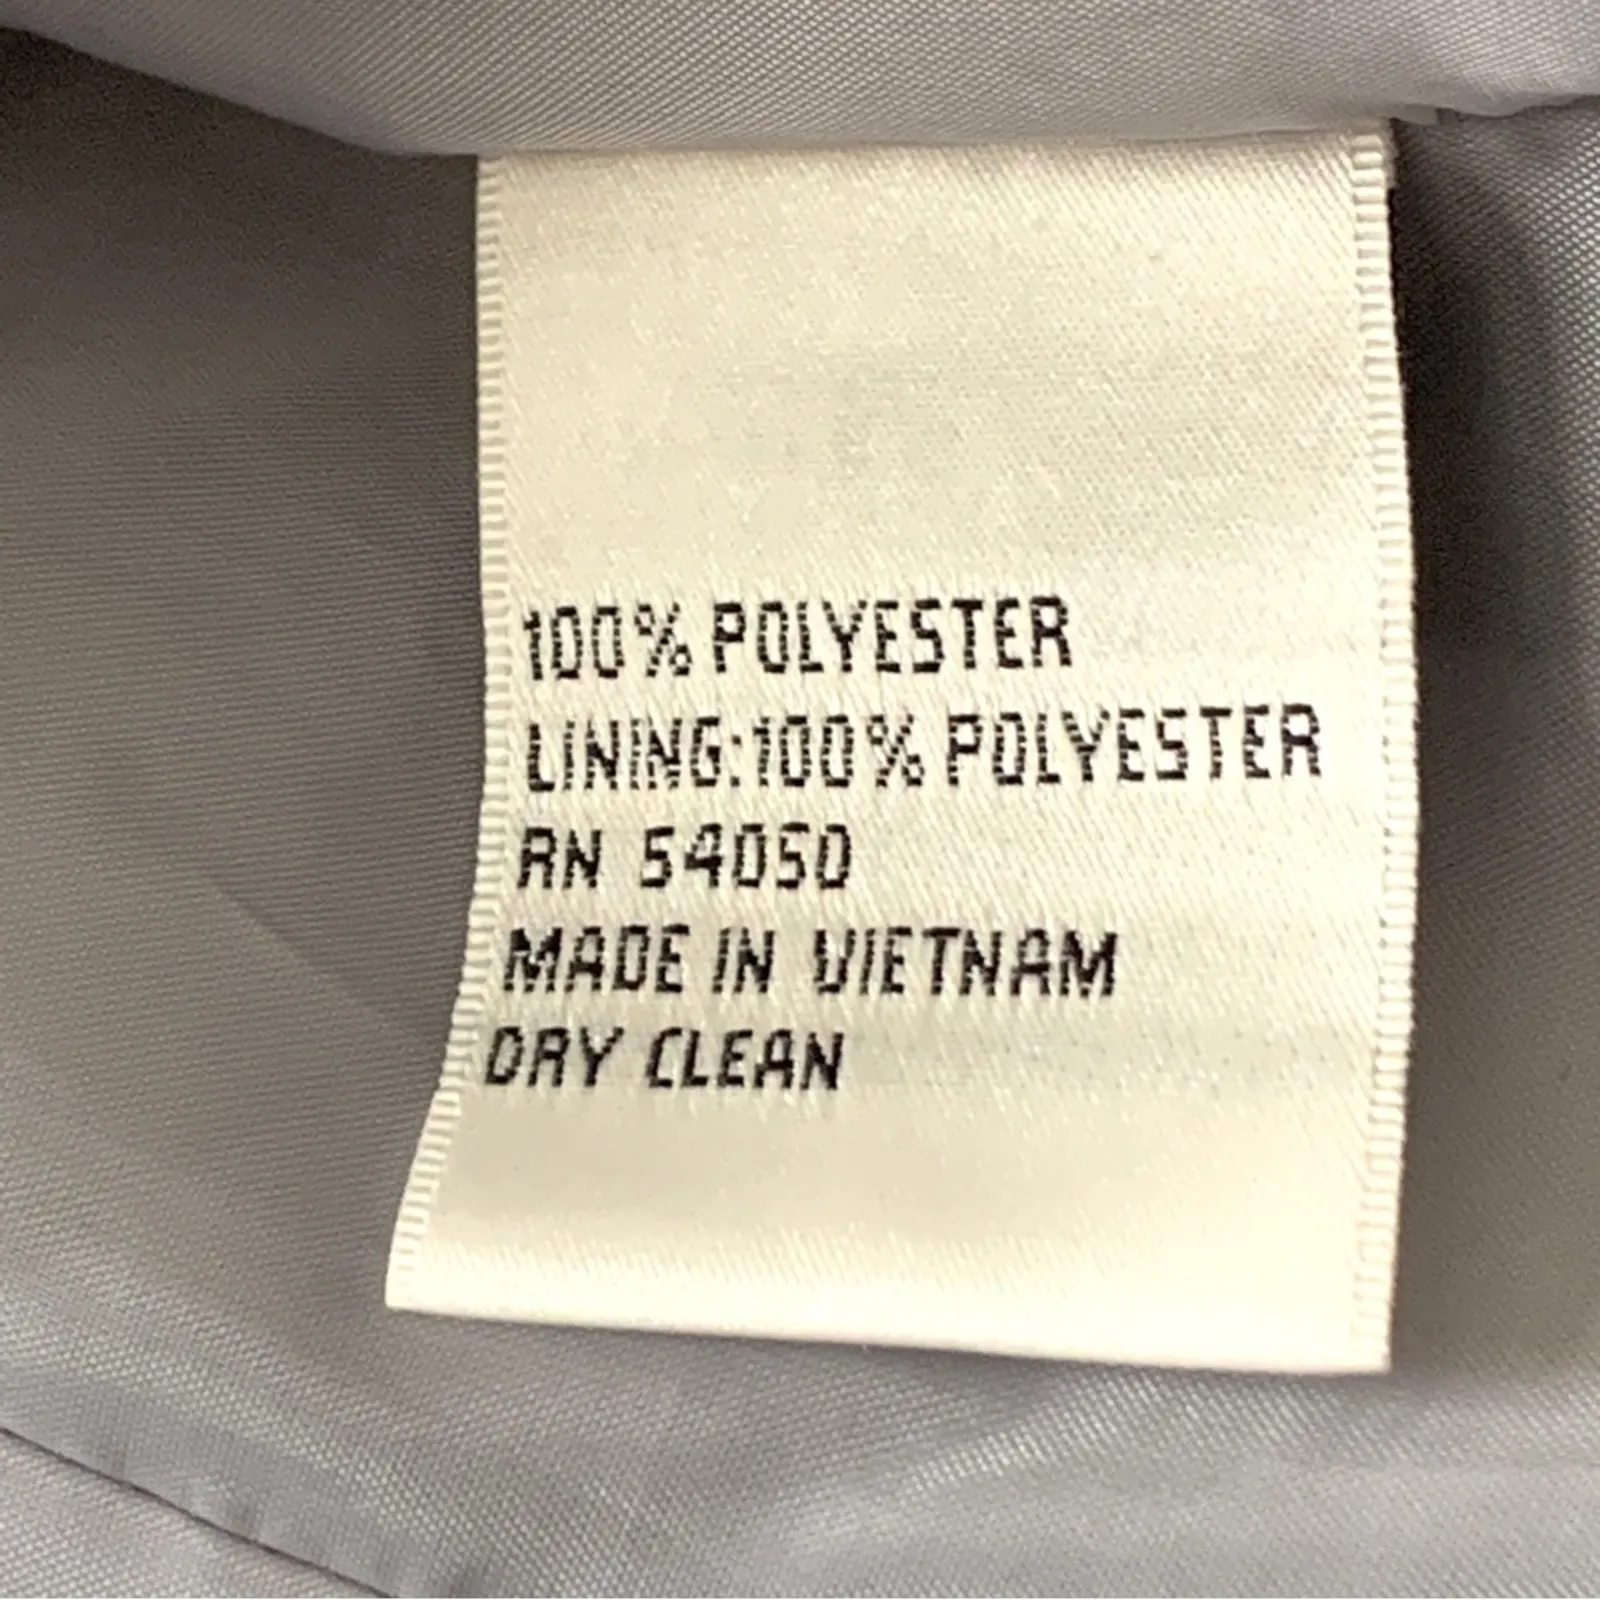 100% POLYESTER
LINING:100% POLYESTER
RN 54050
MADE IN VIETNAM
DRY CLEAN